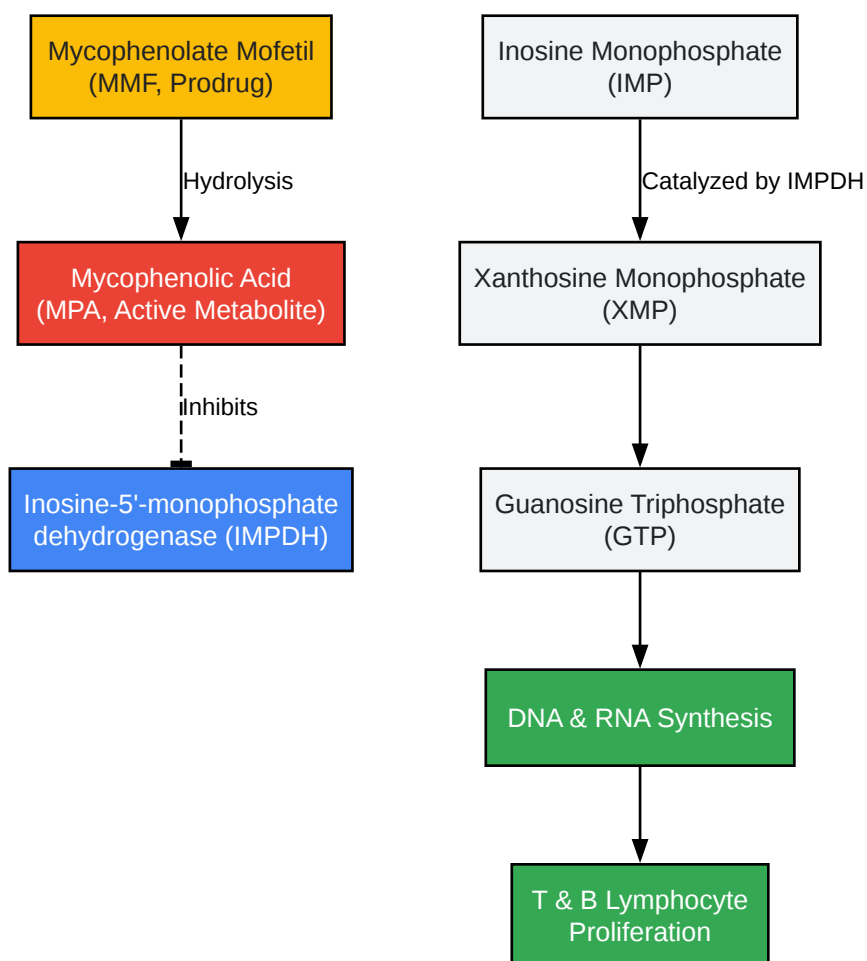 Mycophenolate Mofetil
(MMF, Prodrug)
Hydrolysis
Mycophenolic Acid
(MPA, Active Metabolite)
Inhibits
Inosine-5'-monophosphate
dehydrogenase (IMPDH)
Inosine Monophosphate
(IMP)
Catalyzed by IMPDH
Xanthosine Monophosphate
(XMP)
Guanosine Triphosphate
(GTP)
DNA & RNA Synthesis
T & B Lymphocyte
Proliferation